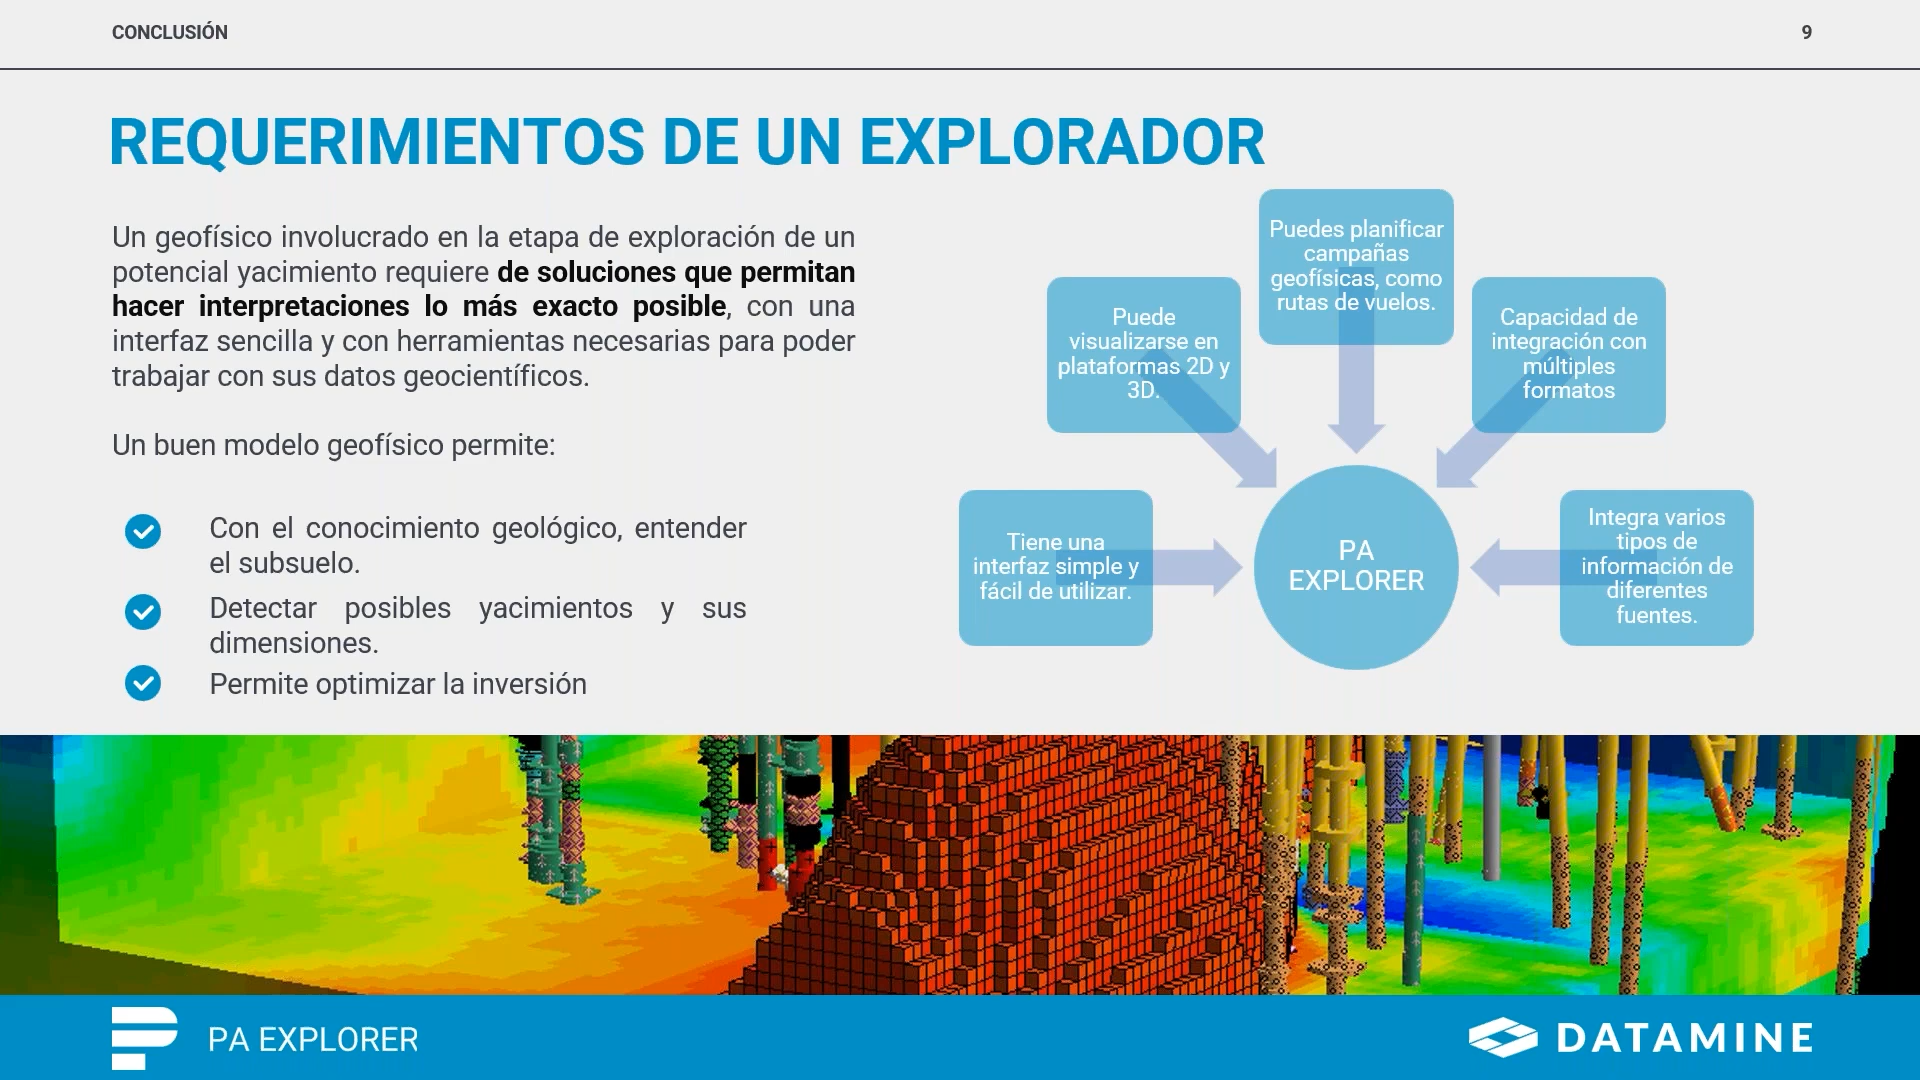 CONCLUSIÓN
9
REQUERIMIENTOS DE UN EXPLORADOR
Un geofísico involucrado en la etapa de exploración de un
potencial yacimiento requiere de soluciones que permitan
hacer interpretaciones lo más exacto posible, con una
interfaz sencilla y con herramientas necesarias para poder
trabajar con sus datos geocientíficos.
Un buen modelo geofísico permite:
Con el conocimiento geológico, entender
el subsuelo.
Detectar posibles yacimientos y sus
dimensiones.
Permite optimizar la inversión
Tiene una
interfaz simple y
fácil de utilizar.
Puede
visualizarse en
plataformas 2D y
3D.
Puedes planificar
campañas
geofísicas, como
rutas de vuelos.
Capacidad de
integración con
múltiples
formatos
Integra varios
tipos de
información de
diferentes
fuentes.
PA
EXPLORER
PA EXPLORER
DATAMINE